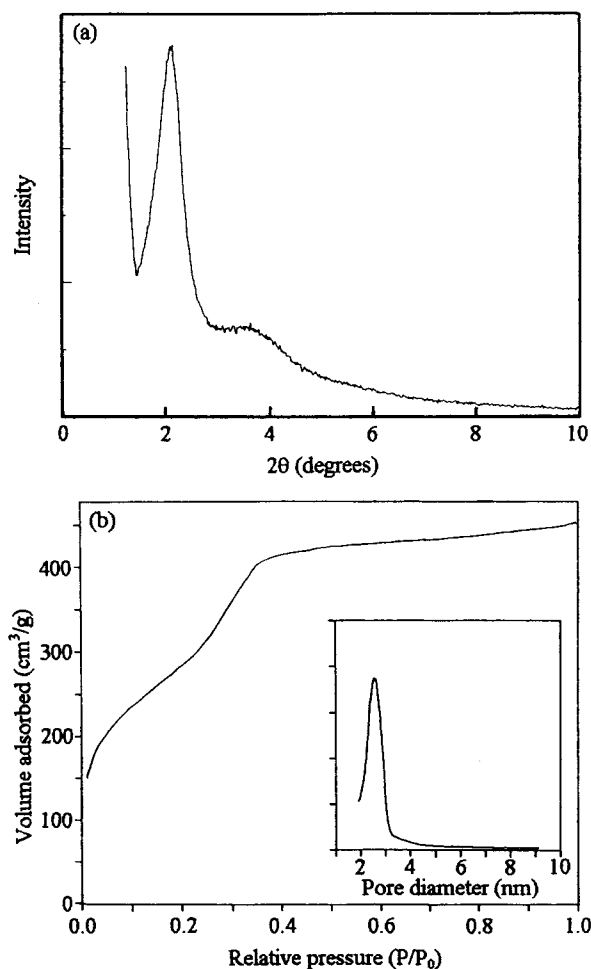 (a)
Intensity
0 2 4 6 8 10
2θ (degrees)
(b)
Volume adsorbed (cm³/g)
400
300
200
100
0
0.0 0.2 0.4 0.6 0.8 1.0
Relative pressure (P/P₀)
2 4 6 8 10
Pore diameter (nm)